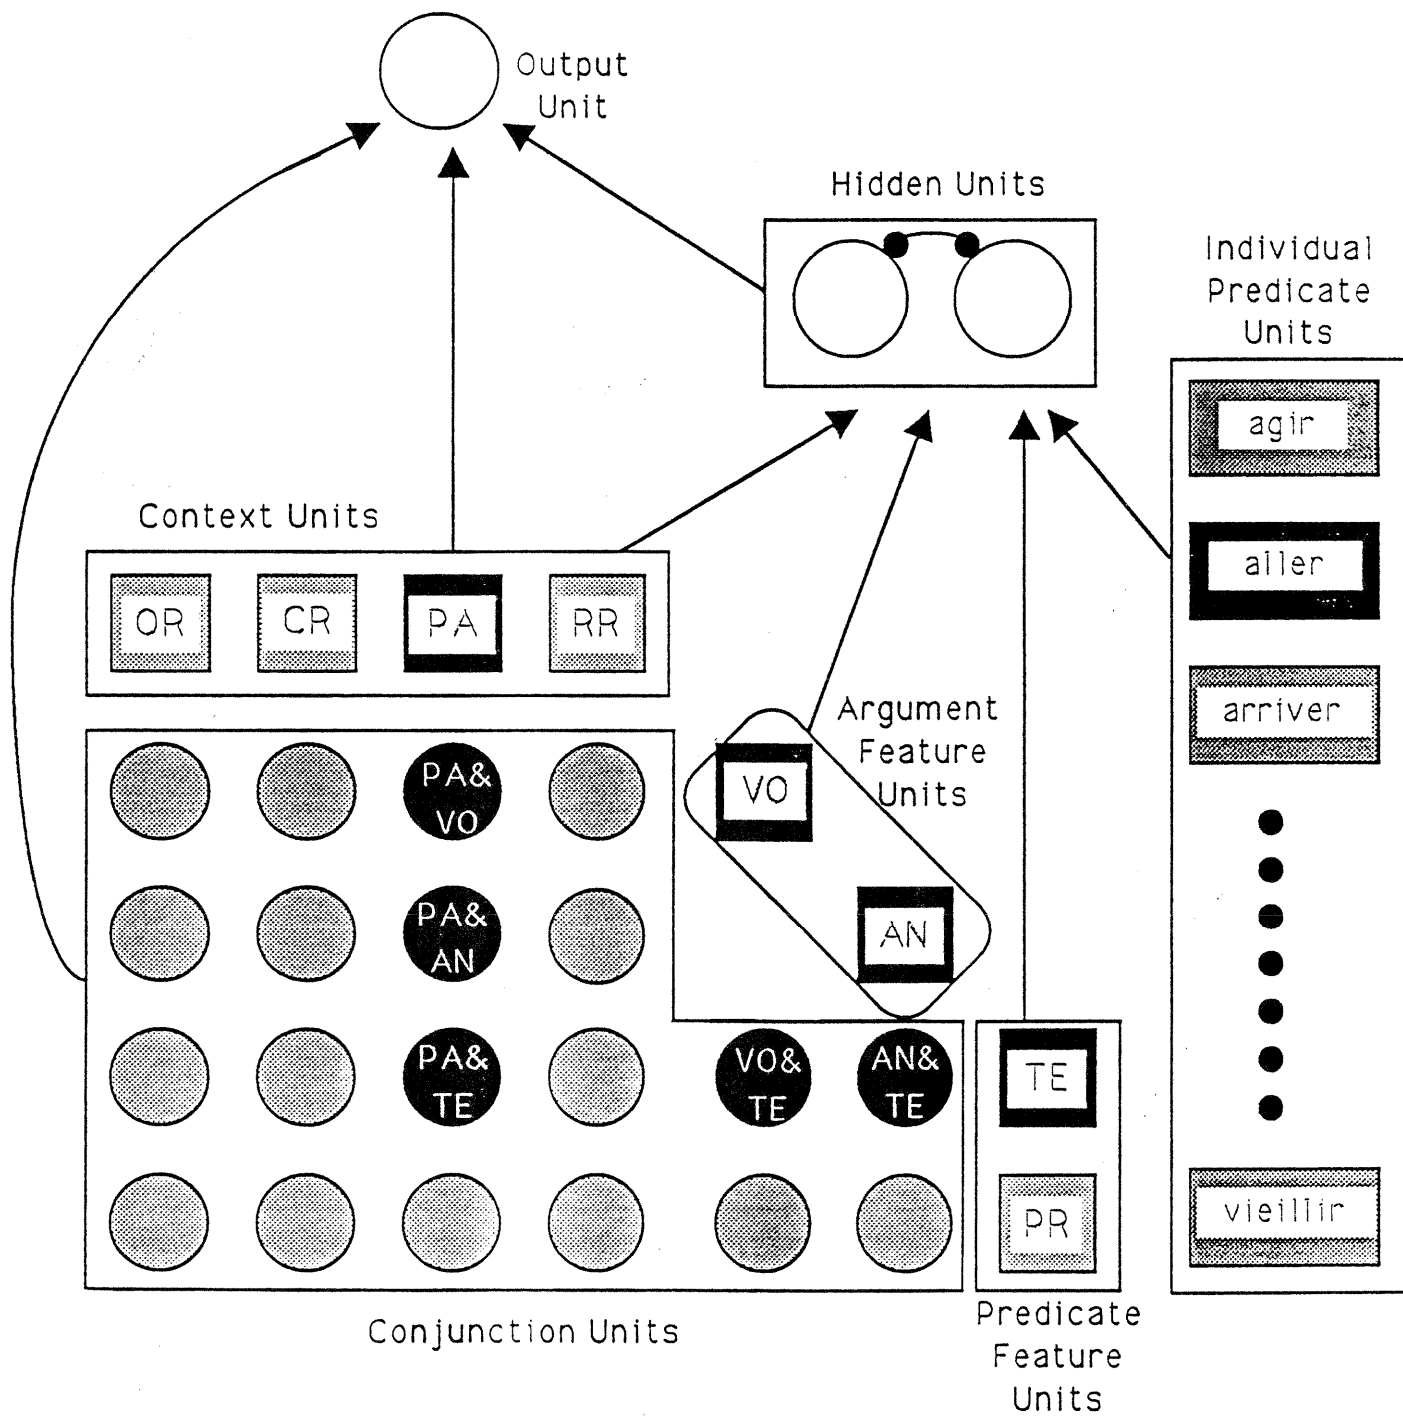 Output
Unit
Hidden Units
Individual
Predicate
Units
agir
aller
arriver
vieillir
Context Units
OR CR PA RR
Argument
Feature
Units
VO
AN
PA&
VO
PA&
AN
PA&
TE
VO&
TE
AN&
TE
TE
PR
Conjunction Units
Predicate
Feature
Units